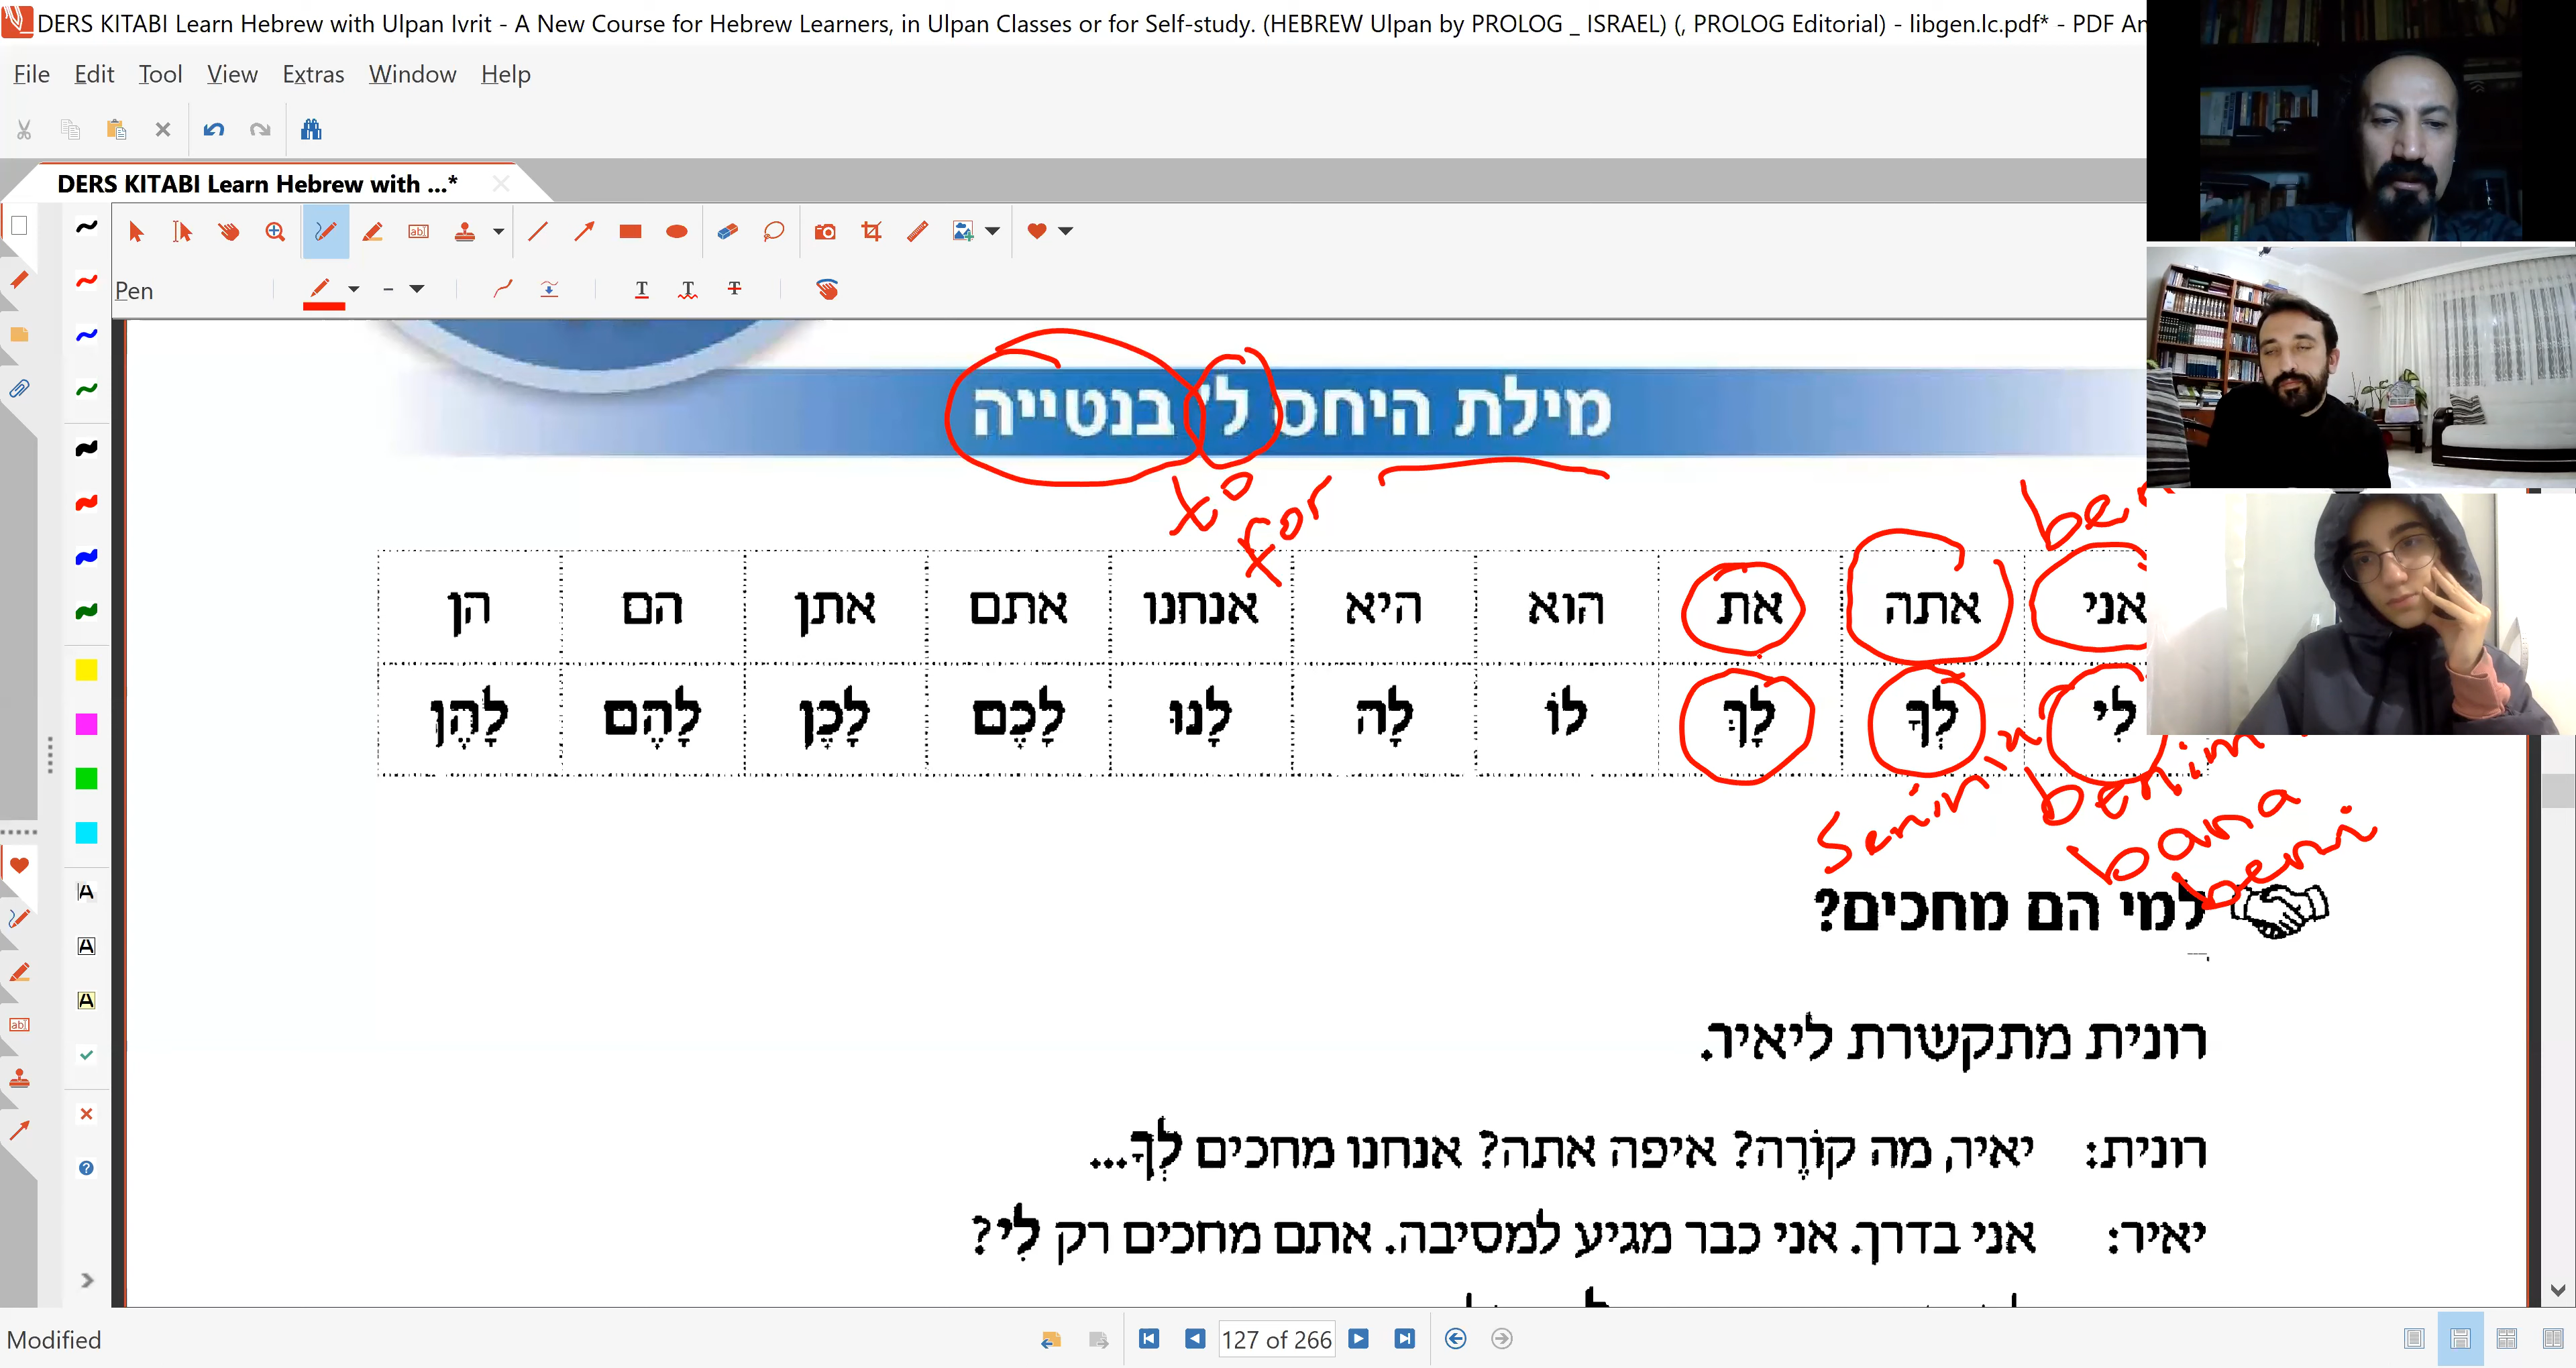 DERS KITABI Learn Hebrew with Ulpan Ivrit - A New Course for Hebrew Learners, in Ulpan Classes or for Self-study. (HEBREW Ulpan by PROLOG _ ISRAEL) (, PROLOG Editorial) - libgen.lc.pdf* - PDF An
File Edit Tool View Extras Window Help
DERS KITABI Learn Hebrew with ...*
Pen
מילת היחס ל' בנטייה
to
for
אני אתה את הוא היא אנחנו אתם אתן הם הן
לִי לְךָ לָךְ לוֹ לָהּ לָנוּ לָכֶם לָכֶן לָהֶם לָהֶן
senin
benim
bana
beni
למי הם מחכים?
רונית מתקשרת ליאיר.
רונית: יאיר, מה קוֹרֶה? איפה אתה? אנחנו מחכים לְךָ...
יאיר: אני בדרך. אני כבר מגיע למסיבה. אתם מחכים רק לִי?
Modified
127 of 266